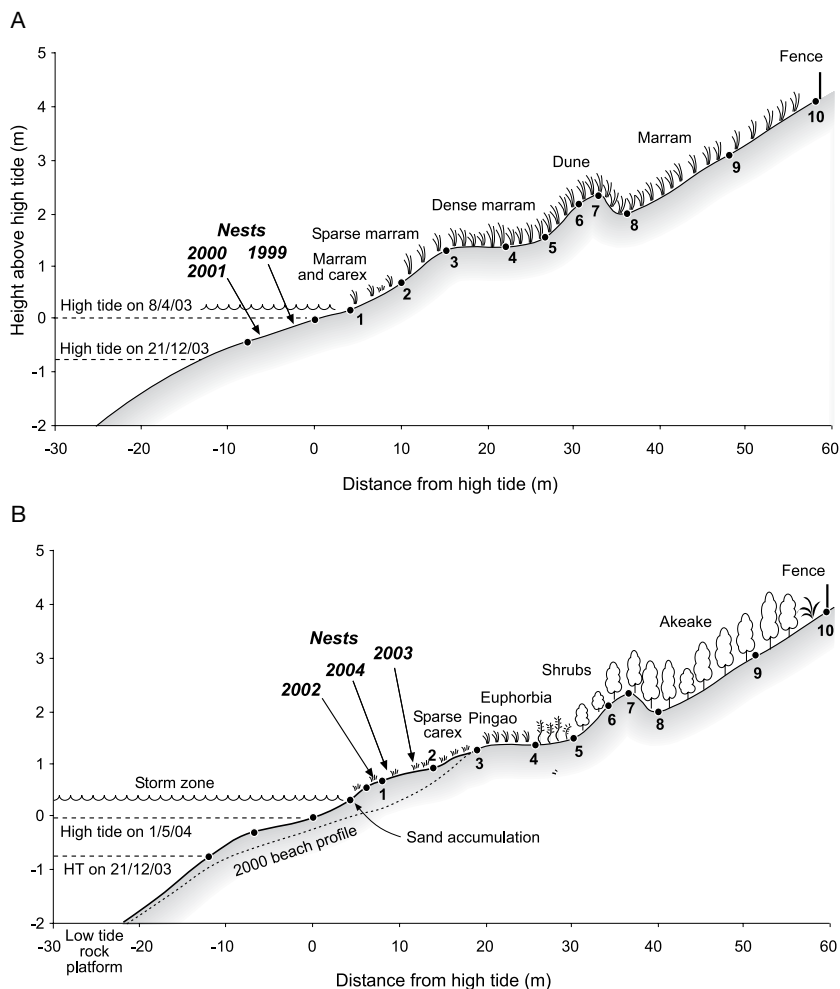 A
5
4
3
2
1
0
-1
-2
Height above high tide (m)
Fence
10
Marram
9
Dune
6
7
8
Dense marram
Sparse marram
3
4
5
Nests
2000
1999
2001
Marram
and carex
2
1
High tide on 8/4/03
High tide on 21/12/03
-30
-20
-10
0
10
20
30
40
50
60
Distance from high tide (m)
B
5
4
3
2
1
0
-1
-2
Fence
10
Akeake
9
Shrubs
6
7
8
Nests
2003
2004
2002
Euphorbia
Sparse
carex
Pingao
2
3
4
5
1
Storm zone
High tide on 1/5/04
Sand accumulation
HT on 21/12/03
2000 beach profile
-30
-20
-10
0
10
20
30
40
50
60
Low tide
rock
platform
Distance from high tide (m)